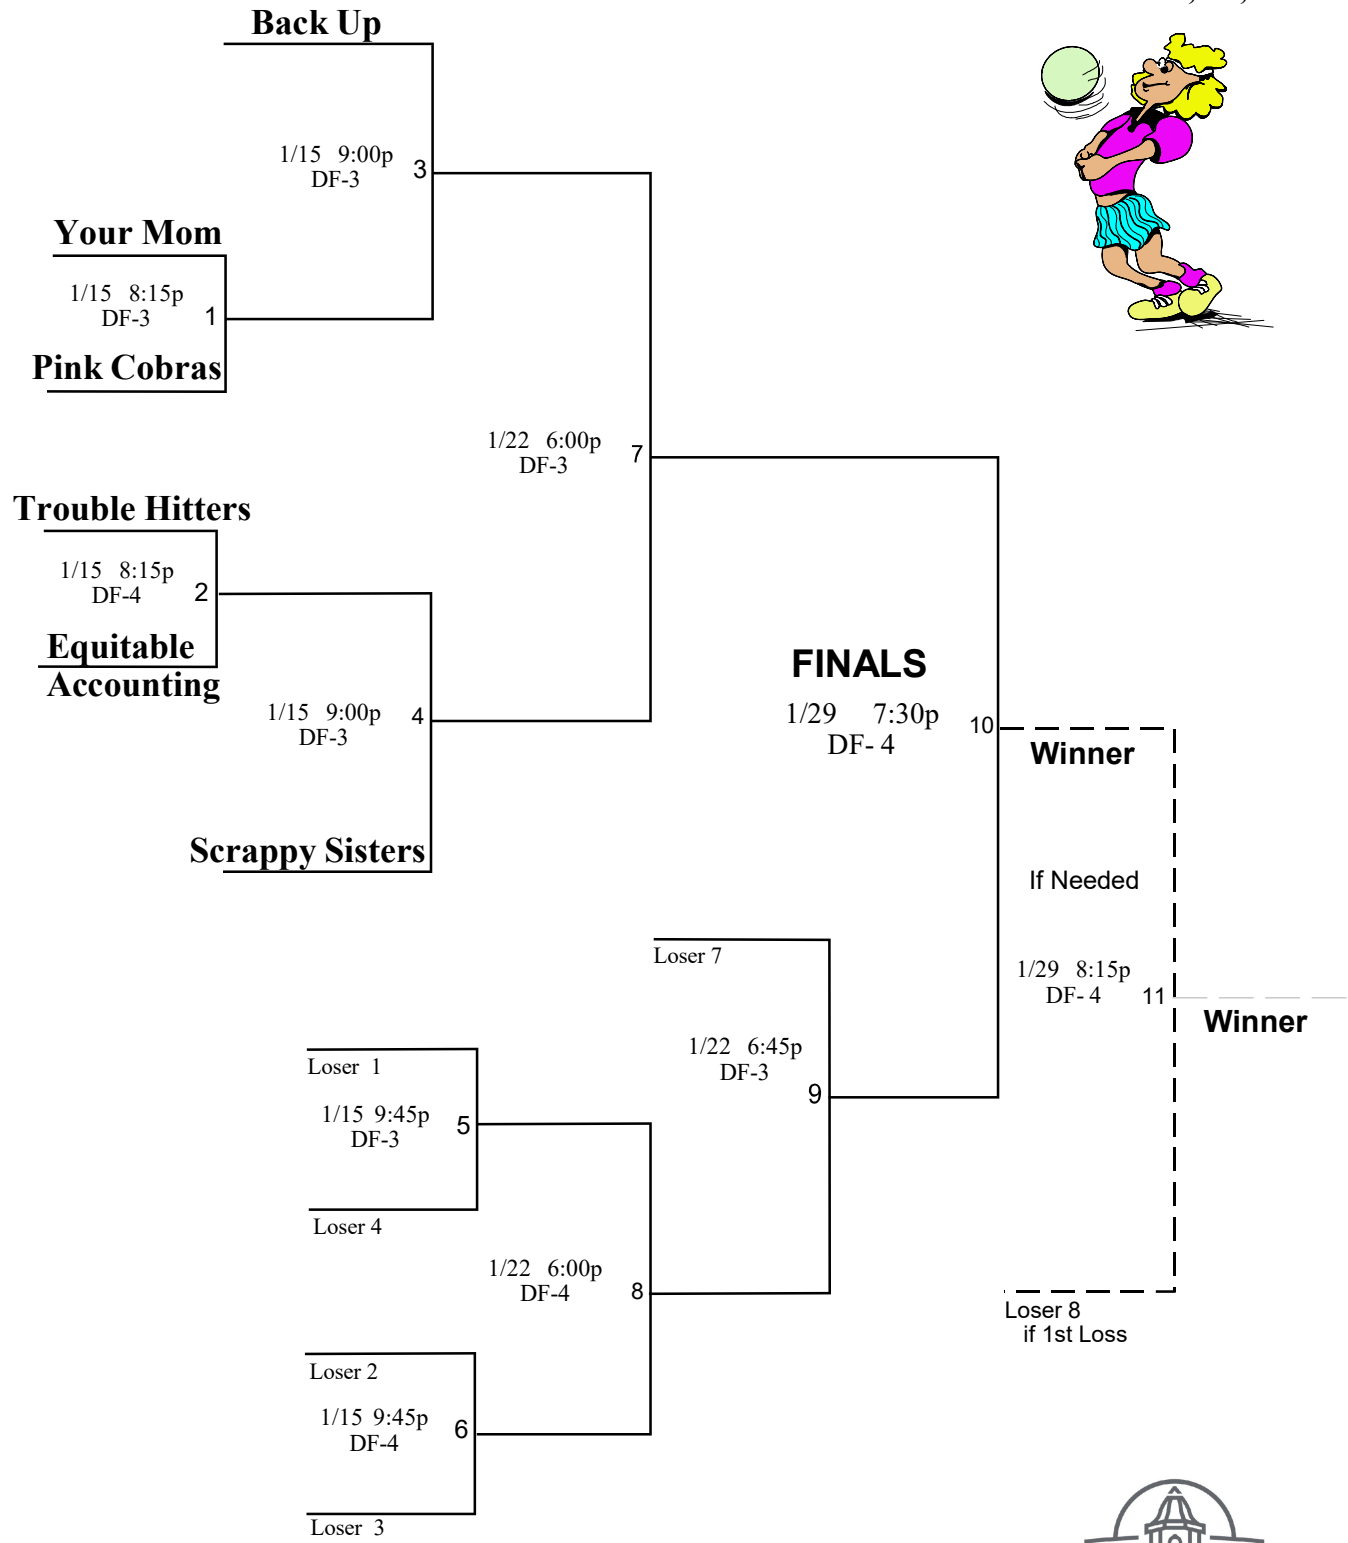 Back Up
1/15 9:00p
DF-3
3
Your Mom
1/15 8:15p
DF-3
1
Pink Cobras
1/22 6:00p
DF-3
7
Trouble Hitters
1/15 8:15p
DF-4
2
Equitable
Accounting
1/15 9:00p
DF-3
4
Scrappy Sisters
FINALS
1/29 7:30p
DF- 4
10
Winner
If Needed
1/29 8:15p
DF- 4
11
Winner
Loser 7
1/22 6:45p
DF-3
9
Loser 1
1/15 9:45p
DF-3
5
Loser 4
1/22 6:00p
DF-4
8
Loser 8
if 1st Loss
Loser 2
1/15 9:45p
DF-4
6
Loser 3